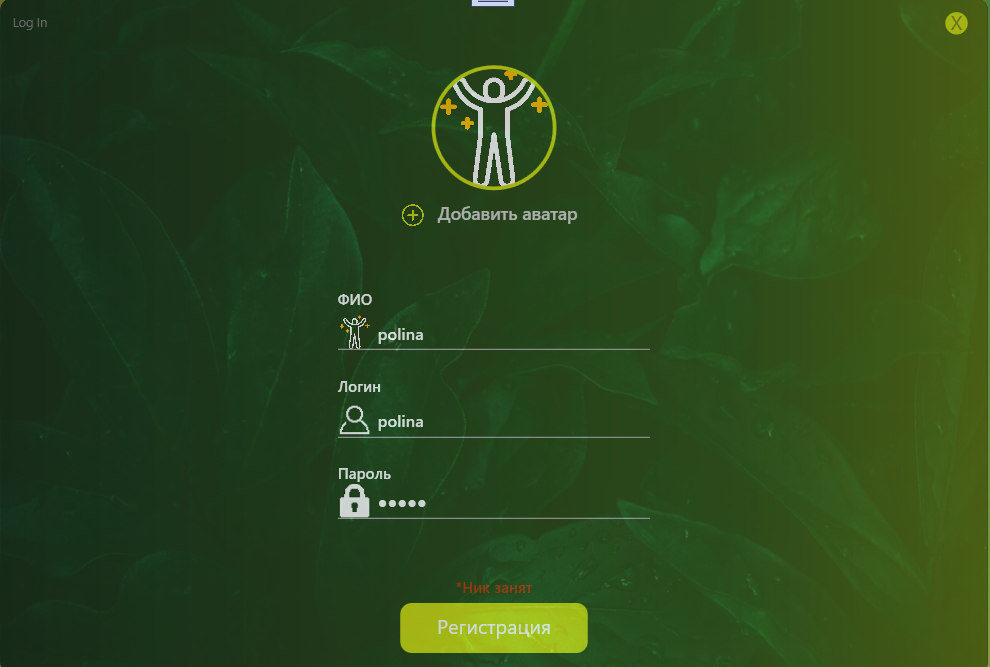 Log In
X
Добавить аватар
ФИО
polina
Логин
polina
Пароль
•••••
*Ник занят
Регистрация